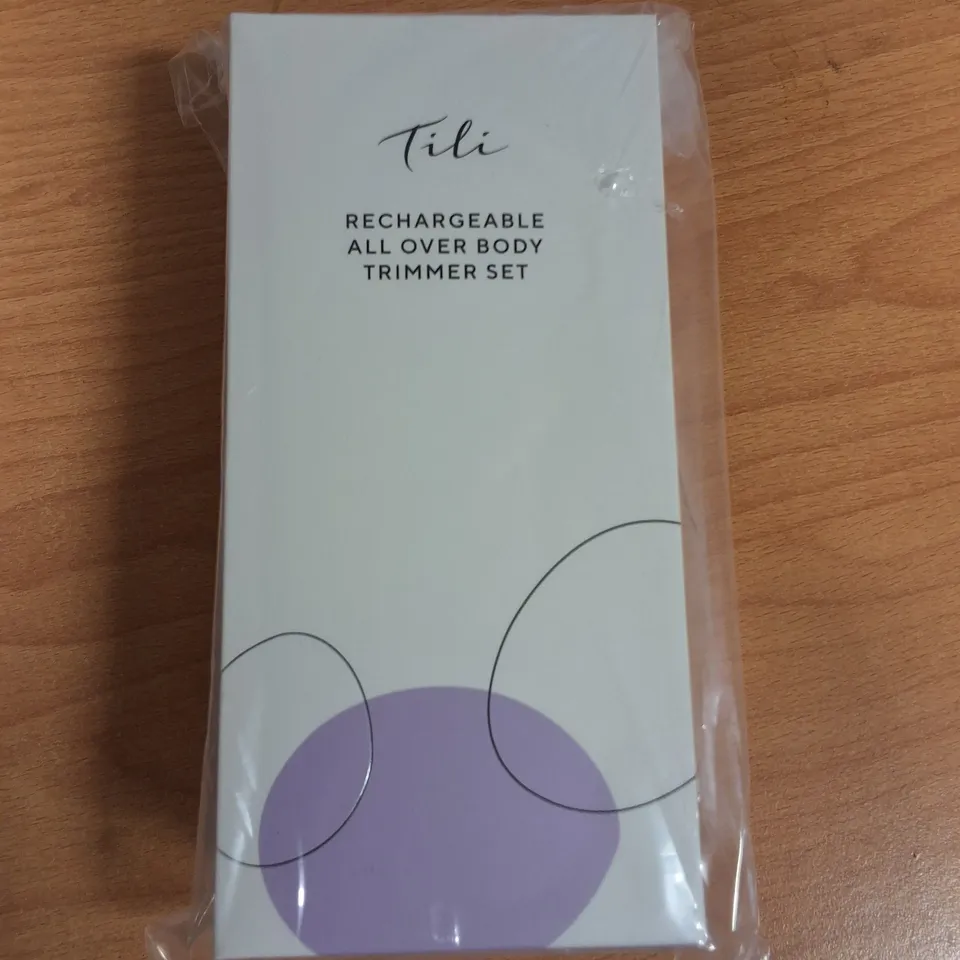 Tili
RECHARGEABLE
ALL OVER BODY
TRIMMER SET